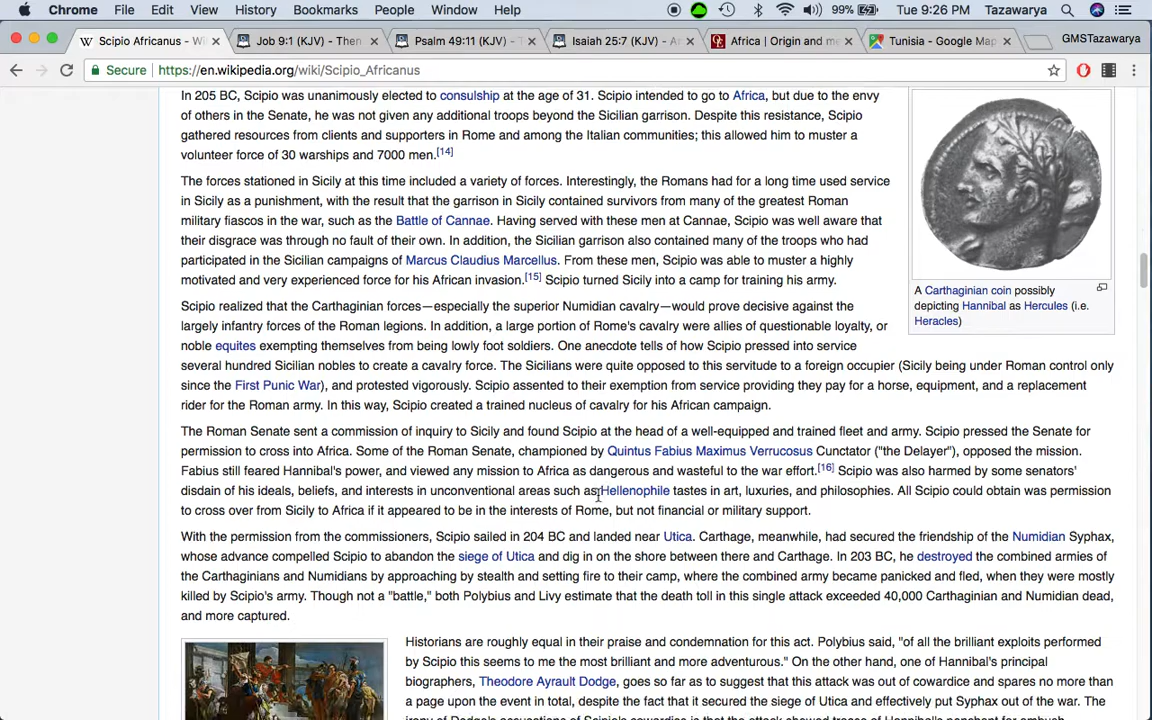 Chrome File Edit View History Bookmarks People Window Help 99% Tue 9:26 PM Tazawarya
Scipio Africanus - Wi Job 9:1 (KJV) - Then Psalm 49:11 (KJV) - T Isaiah 25:7 (KJV) - An Africa | Origin and me Tunisia - Google Map GMSTazawarya
Secure https://en.wikipedia.org/wiki/Scipio_Africanus
In 205 BC, Scipio was unanimously elected to consulship at the age of 31. Scipio intended to go to Africa, but due to the envy
of others in the Senate, he was not given any additional troops beyond the Sicilian garrison. Despite this resistance, Scipio
gathered resources from clients and supporters in Rome and among the Italian communities; this allowed him to muster a
volunteer force of 30 warships and 7000 men.[14]
The forces stationed in Sicily at this time included a variety of forces. Interestingly, the Romans had for a long time used service
in Sicily as a punishment, with the result that the garrison in Sicily contained survivors from many of the greatest Roman
military fiascos in the war, such as the Battle of Cannae. Having served with these men at Cannae, Scipio was well aware that
their disgrace was through no fault of their own. In addition, the Sicilian garrison also contained many of the troops who had
participated in the Sicilian campaigns of Marcus Claudius Marcellus. From these men, Scipio was able to muster a highly
motivated and very experienced force for his African invasion.[15] Scipio turned Sicily into a camp for training his army.
A Carthaginian coin possibly
depicting Hannibal as Hercules (i.e.
Heracles)
Scipio realized that the Carthaginian forces—especially the superior Numidian cavalry—would prove decisive against the
largely infantry forces of the Roman legions. In addition, a large portion of Rome's cavalry were allies of questionable loyalty, or
noble equites exempting themselves from being lowly foot soldiers. One anecdote tells of how Scipio pressed into service
several hundred Sicilian nobles to create a cavalry force. The Sicilians were quite opposed to this servitude to a foreign occupier (Sicily being under Roman control only
since the First Punic War), and protested vigorously. Scipio assented to their exemption from service providing they pay for a horse, equipment, and a replacement
rider for the Roman army. In this way, Scipio created a trained nucleus of cavalry for his African campaign.
The Roman Senate sent a commission of inquiry to Sicily and found Scipio at the head of a well-equipped and trained fleet and army. Scipio pressed the Senate for
permission to cross into Africa. Some of the Roman Senate, championed by Quintus Fabius Maximus Verrucosus Cunctator ("the Delayer"), opposed the mission.
Fabius still feared Hannibal's power, and viewed any mission to Africa as dangerous and wasteful to the war effort.[16] Scipio was also harmed by some senators'
disdain of his ideals, beliefs, and interests in unconventional areas such as Hellenophile tastes in art, luxuries, and philosophies. All Scipio could obtain was permission
to cross over from Sicily to Africa if it appeared to be in the interests of Rome, but not financial or military support.
With the permission from the commissioners, Scipio sailed in 204 BC and landed near Utica. Carthage, meanwhile, had secured the friendship of the Numidian Syphax,
whose advance compelled Scipio to abandon the siege of Utica and dig in on the shore between there and Carthage. In 203 BC, he destroyed the combined armies of
the Carthaginians and Numidians by approaching by stealth and setting fire to their camp, where the combined army became panicked and fled, when they were mostly
killed by Scipio's army. Though not a "battle," both Polybius and Livy estimate that the death toll in this single attack exceeded 40,000 Carthaginian and Numidian dead,
and more captured.
Historians are roughly equal in their praise and condemnation for this act. Polybius said, "of all the brilliant exploits performed
by Scipio this seems to me the most brilliant and more adventurous." On the other hand, one of Hannibal's principal
biographers, Theodore Ayrault Dodge, goes so far as to suggest that this attack was out of cowardice and spares no more than
a page upon the event in total, despite the fact that it secured the siege of Utica and effectively put Syphax out of the war. The